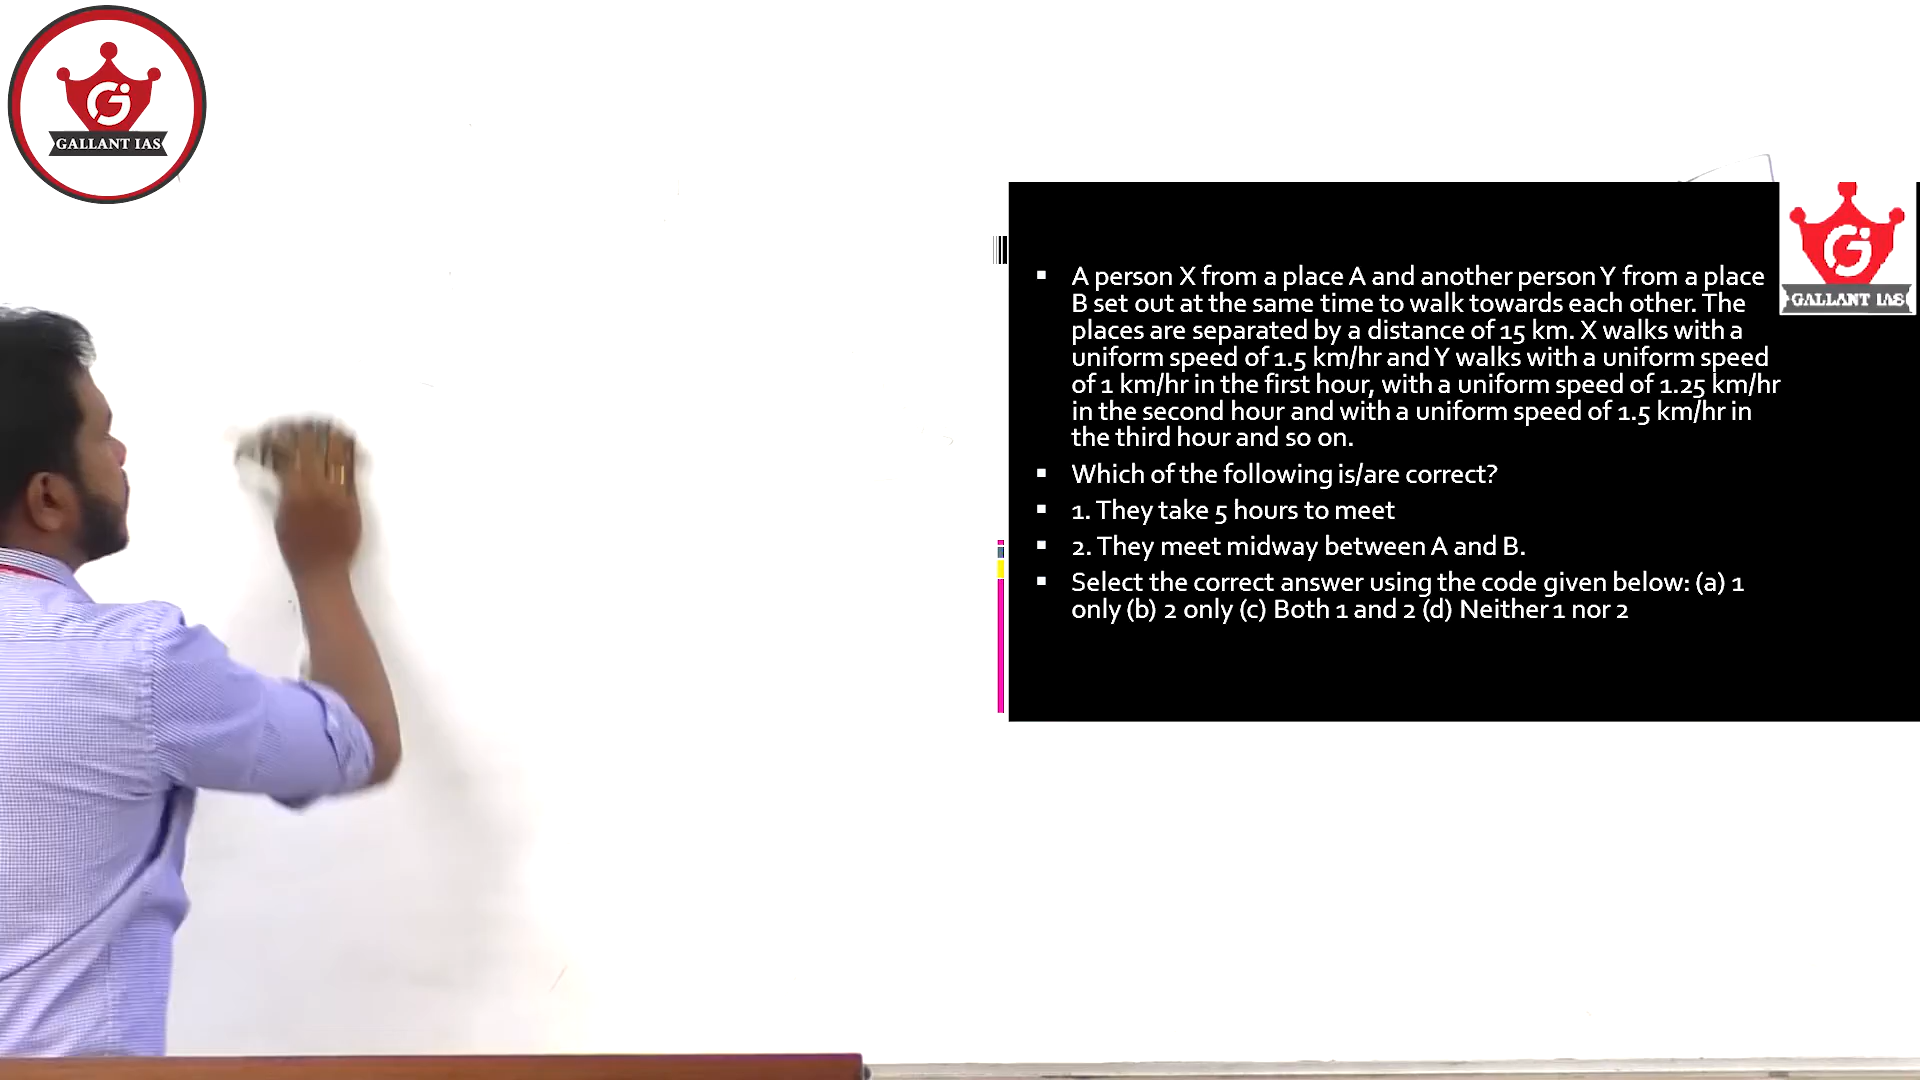 GALLANT IAS
GALLANT IAS
A person X from a place A and another person Y from a place
B set out at the same time to walk towards each other. The
places are separated by a distance of 15 km. X walks with a
uniform speed of 1.5 km/hr and Y walks with a uniform speed
of 1 km/hr in the first hour, with a uniform speed of 1.25 km/hr
in the second hour and with a uniform speed of 1.5 km/hr in
the third hour and so on.
Which of the following is/are correct?
1. They take 5 hours to meet
2. They meet midway between A and B.
Select the correct answer using the code given below: (a) 1
only (b) 2 only (c) Both 1 and 2 (d) Neither 1 nor 2